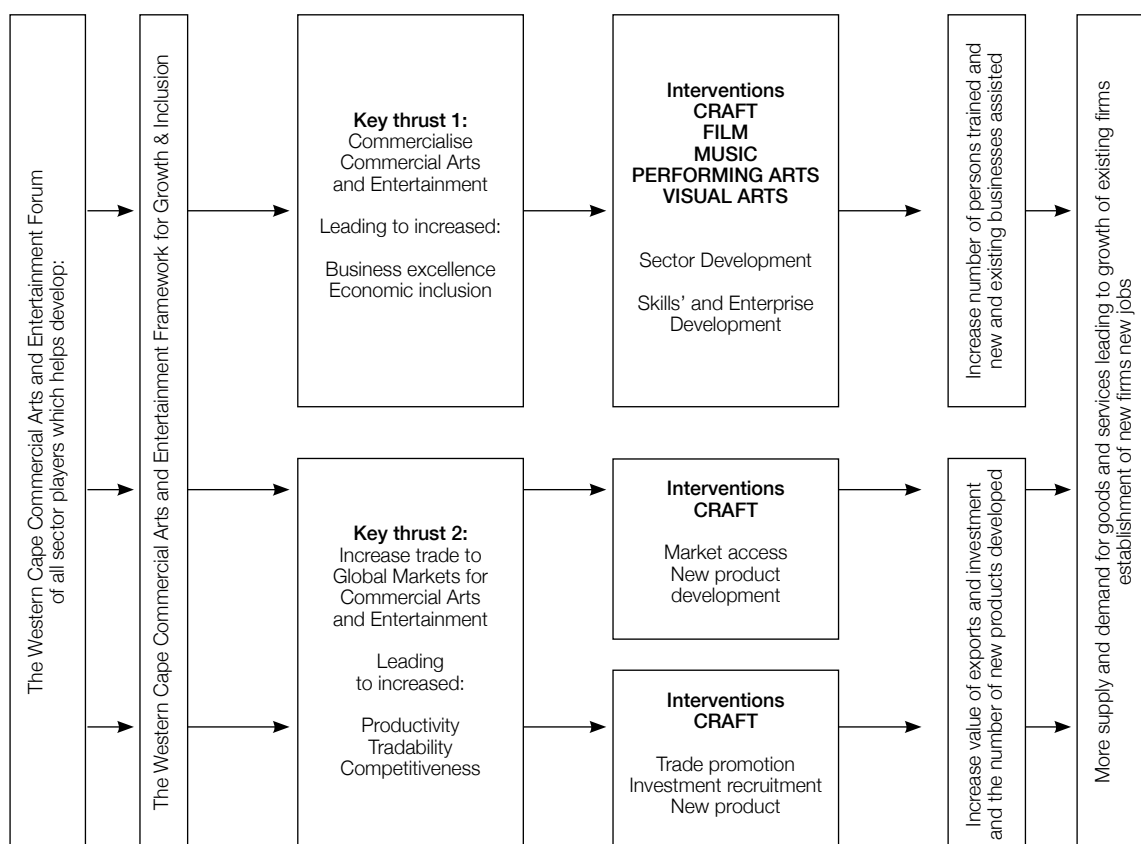 The Western Cape Commercial Arts and Entertainment Forum
of all sector players which helps develop:
The Western Cape Commercial Arts and Entertainment Framework for Growth & Inclusion
Key thrust 1:
Commercialise
Commercial Arts
and Entertainment
Leading to increased:
Business excellence
Economic inclusion
Interventions
CRAFT
FILM
MUSIC
PERFORMING ARTS
VISUAL ARTS
Sector Development
Skills’ and Enterprise
Development
Increase number of persons trained and
new and existing businesses assisted
Key thrust 2:
Increase trade to
Global Markets for
Commercial Arts
and Entertainment
Leading
to increased:
Productivity
Tradability
Competitiveness
Interventions
CRAFT
Market access
New product
development
Interventions
CRAFT
Trade promotion
Investment recruitment
New product
Increase value of exports and investment
and the number of new products developed
More supply and demand for goods and services leading to growth of existing firms
establishment of new firms new jobs